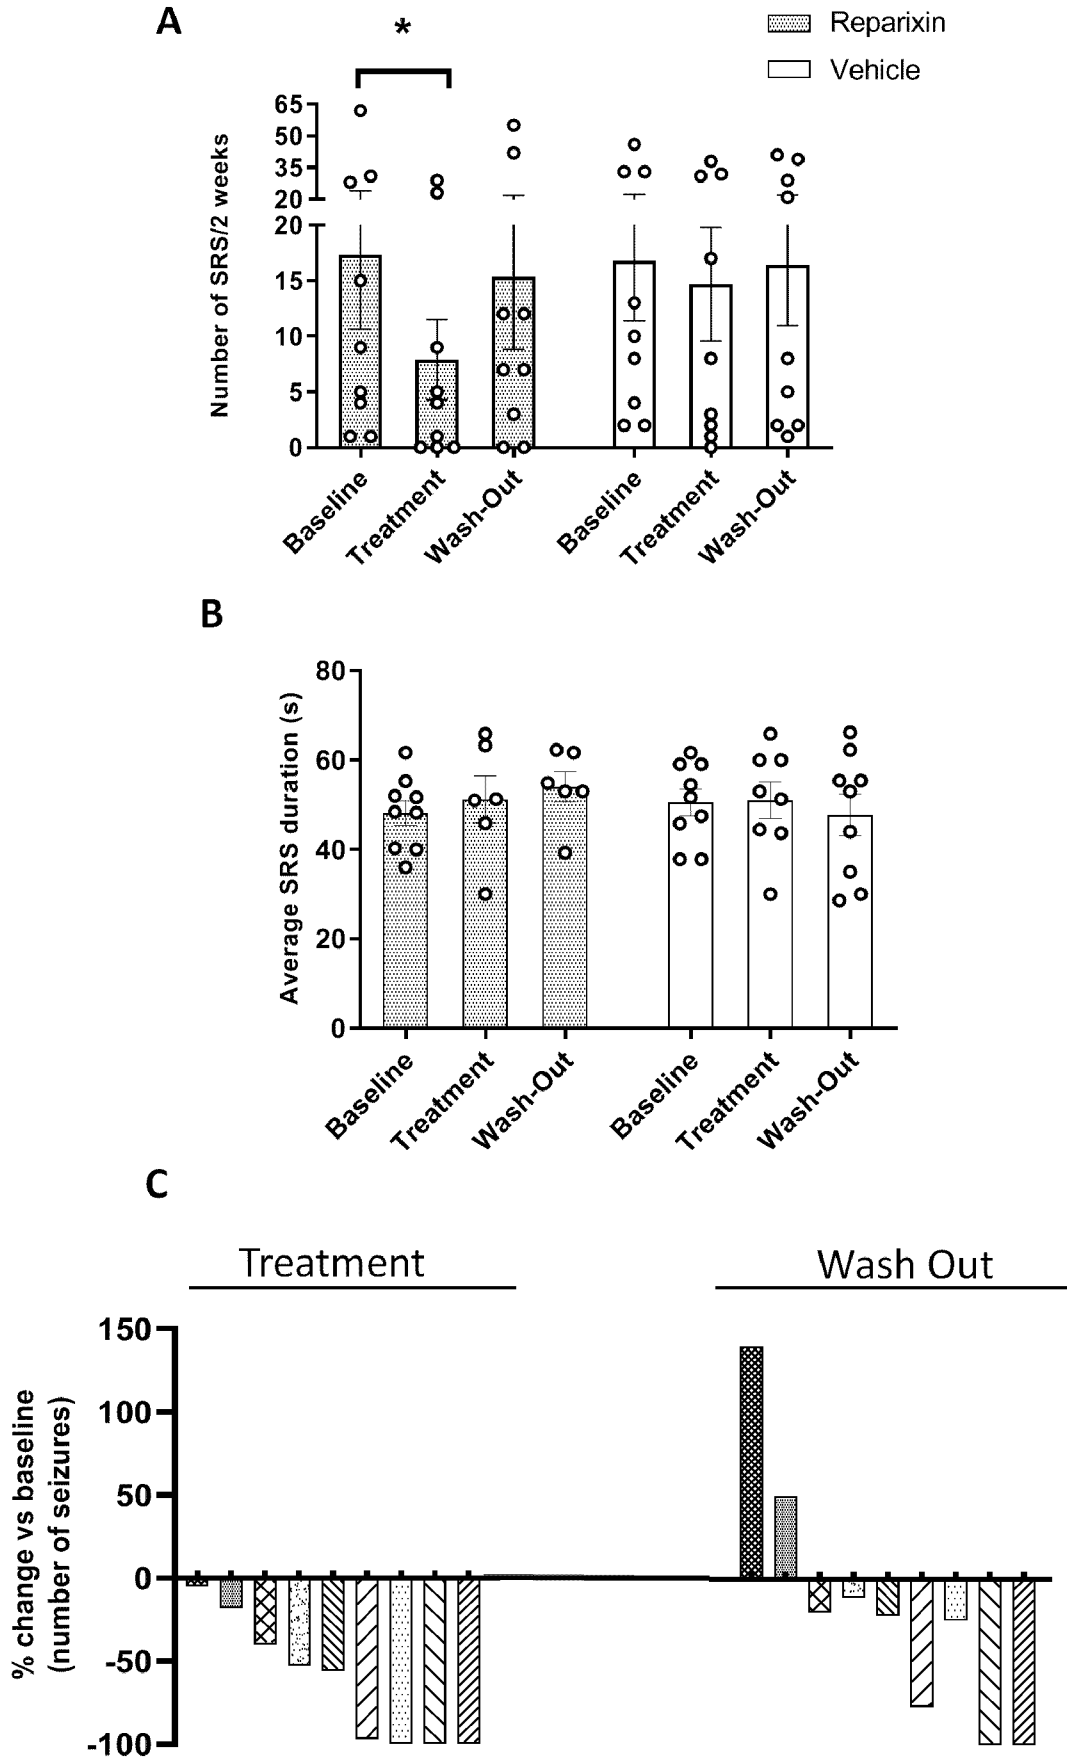 A
*
Reparixin
Vehicle
Number of SRS/2 weeks
65
50
35
20
20
15
10
5
0
Baseline
Treatment
Wash-Out
Baseline
Treatment
Wash-Out
B
Average SRS duration (s)
80
60
40
20
0
Baseline
Treatment
Wash-Out
Baseline
Treatment
Wash-Out
C
Treatment
Wash Out
% change vs baseline
(number of seizures)
150
100
50
0
-50
-100